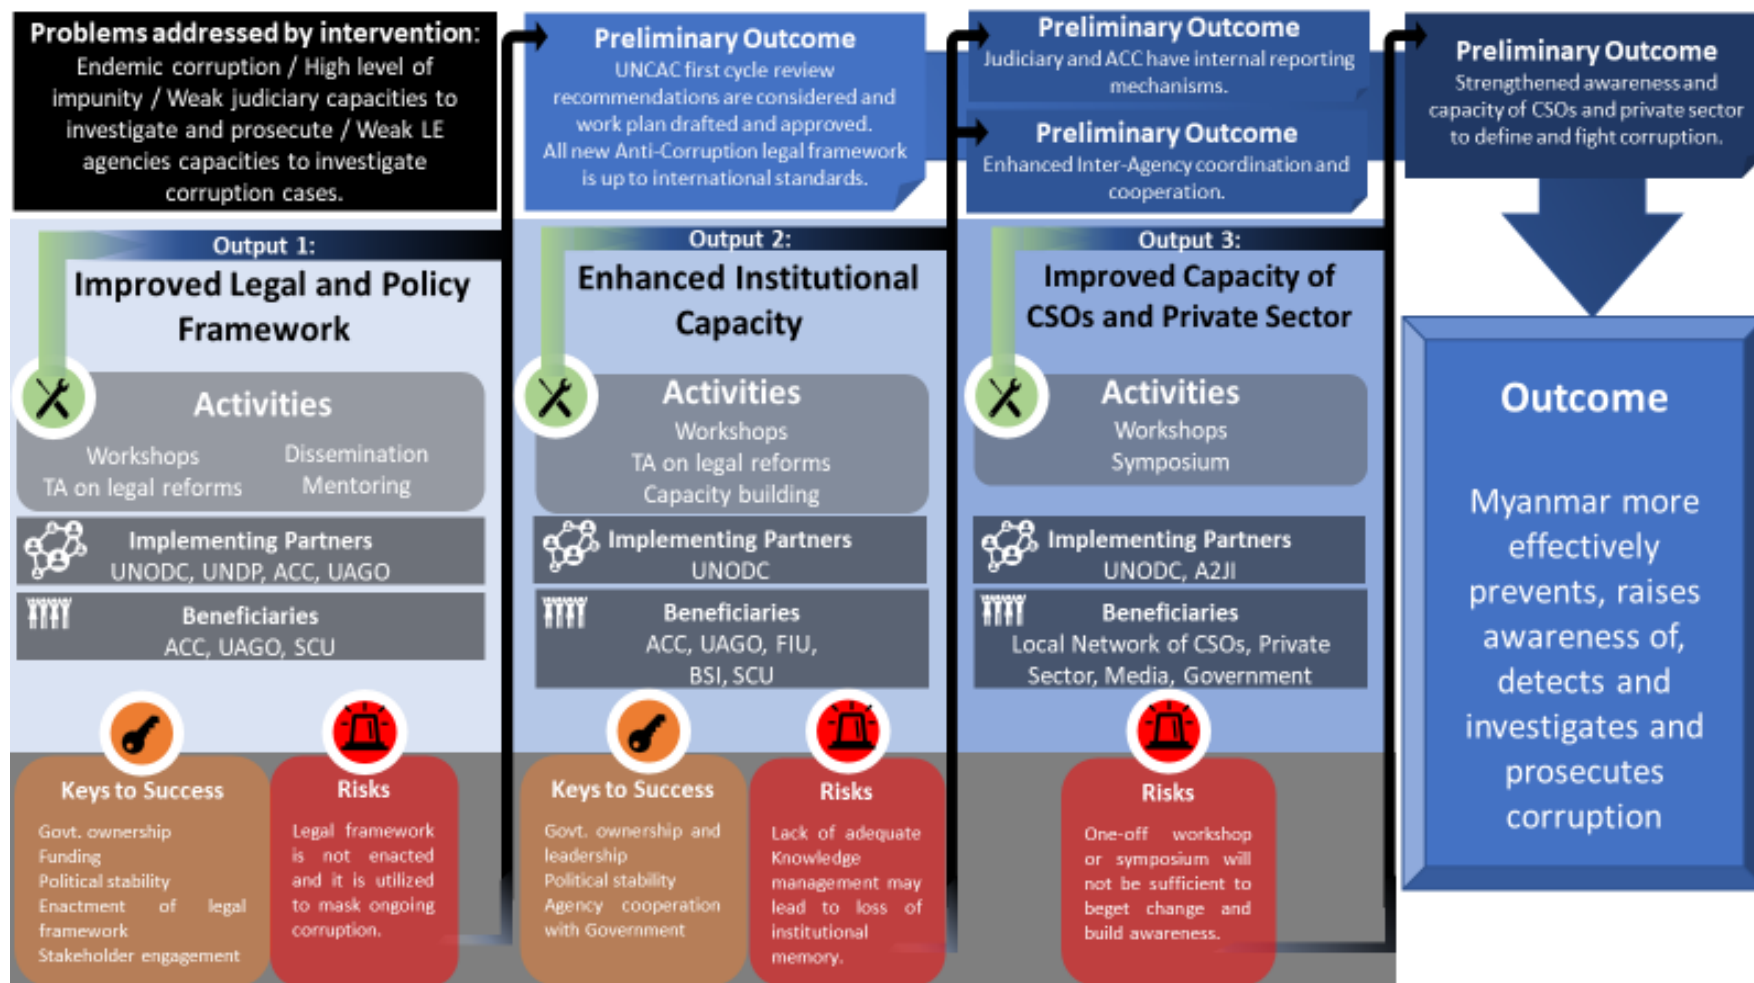 Problems addressed by intervention:
Endemic corruption / High level of
impunity / Weak judiciary capacities to
investigate and prosecute / Weak LE
agencies capacities to investigate
corruption cases.
Preliminary Outcome
UNCAC first cycle review
recommendations are considered and
work plan drafted and approved.
All new Anti-Corruption legal framework
is up to international standards.
Preliminary Outcome
Judiciary and ACC have internal reporting
mechanisms.
Preliminary Outcome
Enhanced Inter-Agency coordination and
cooperation.
Preliminary Outcome
Strengthened awareness and
capacity of CSOs and private sector
to define and fight corruption.
Output 1:
Improved Legal and Policy
Framework
Activities
Workshops
TA on legal reforms
Dissemination
Mentoring
Implementing Partners
UNODC, UNDP, ACC, UAGO
Beneficiaries
ACC, UAGO, SCU
Keys to Success
Govt. ownership
Funding
Political stability
Enactment of legal
framework
Stakeholder engagement
Risks
Legal framework
is not enacted
and it is utilized
to mask ongoing
corruption.
Output 2:
Enhanced Institutional
Capacity
Activities
Workshops
TA on legal reforms
Capacity building
Implementing Partners
UNODC
Beneficiaries
ACC, UAGO, FIU,
BSI, SCU
Keys to Success
Govt. ownership and
leadership
Political stability
Agency cooperation
with Government
Risks
Lack of adequate
Knowledge
management may
lead to loss of
institutional
memory.
Output 3:
Improved Capacity of
CSOs and Private Sector
Activities
Workshops
Symposium
Implementing Partners
UNODC, A2JI
Beneficiaries
Local Network of CSOs, Private
Sector, Media, Government
Risks
One-off workshop
or symposium will
not be sufficient to
beget change and
build awareness.
Outcome
Myanmar more
effectively
prevents, raises
awareness of,
detects and
investigates and
prosecutes
corruption